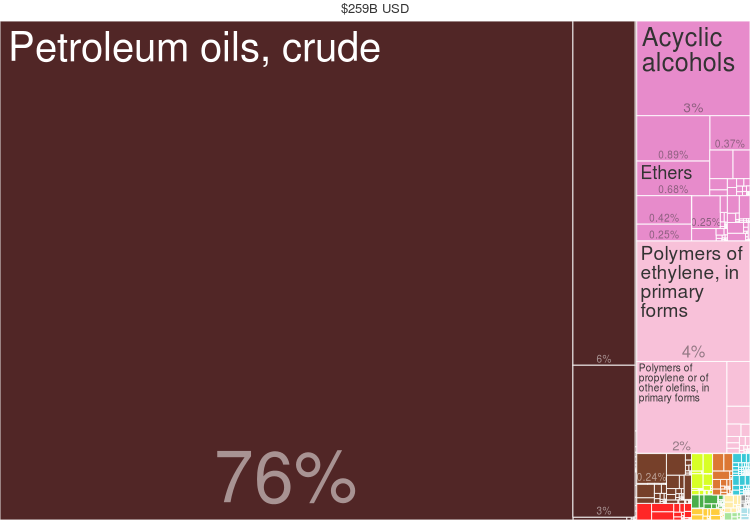 $259B USD
Petroleum oils, crude
76%
6%
3%
Acyclic
alcohols
3%
0.89%
0.37%
Ethers
0.68%
0.42%
0.25%
0.25%
Polymers of
ethylene, in
primary
forms
4%
Polymers of
propylene or of
other olefins, in
primary forms
2%
0.24%